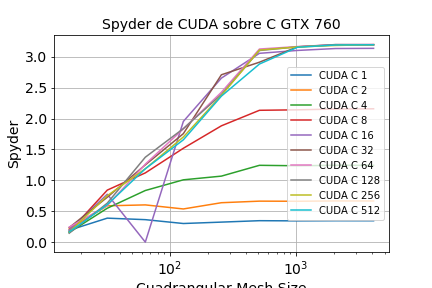 Spyder de CUDA sobre C GTX 760
Spyder
3.0
2.5
2.0
1.5
1.0
0.5
0.0
CUDA C 1
CUDA C 2
CUDA C 4
CUDA C 8
CUDA C 16
CUDA C 32
CUDA C 64
CUDA C 128
CUDA C 256
CUDA C 512
10²
10³
Quadrangular Mesh Size